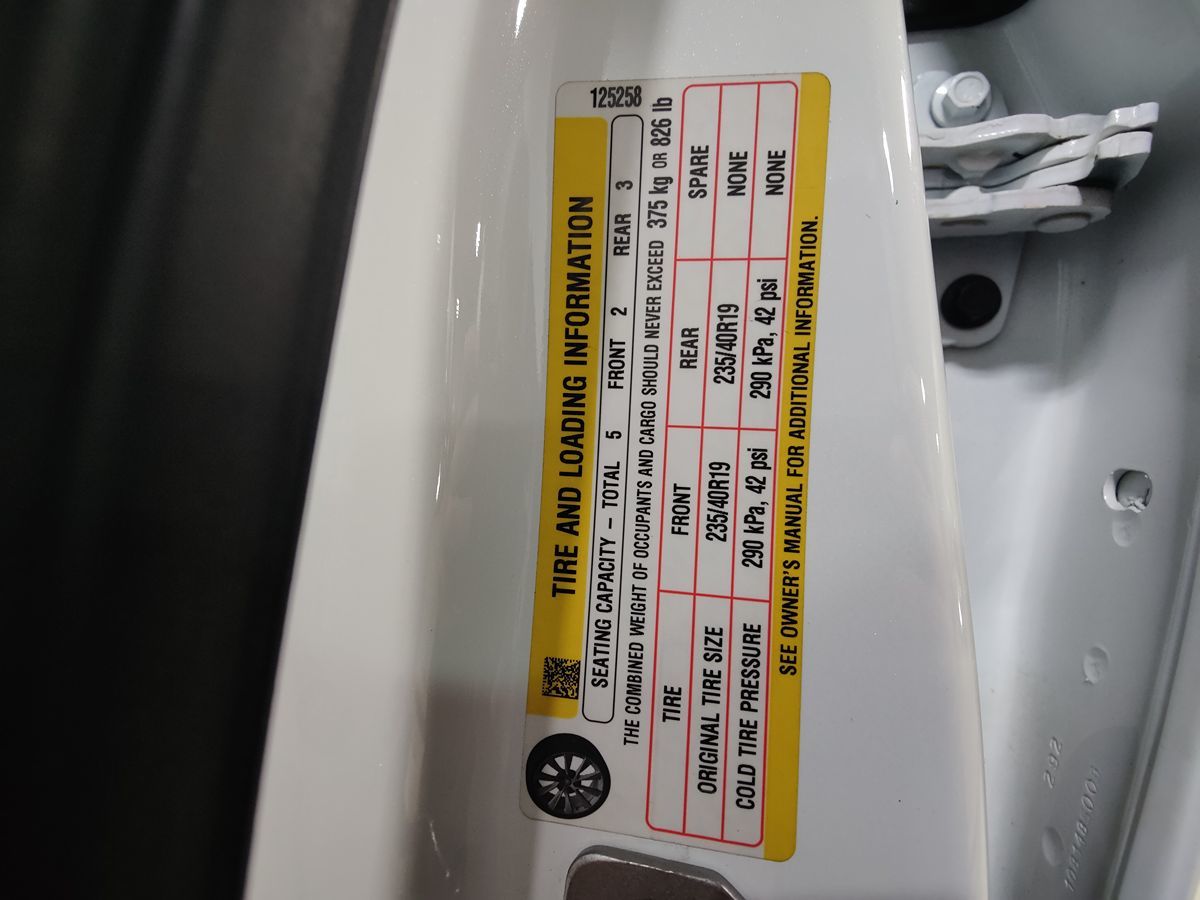 125258
TIRE AND LOADING INFORMATION
SEATING CAPACITY – TOTAL 5 FRONT 2 REAR 3
THE COMBINED WEIGHT OF OCCUPANTS AND CARGO SHOULD NEVER EXCEED 375 kg OR 826 lb
TIRE FRONT REAR SPARE
ORIGINAL TIRE SIZE 235/40R19 235/40R19 NONE
COLD TIRE PRESSURE 290 kPa, 42 psi 290 kPa, 42 psi NONE
SEE OWNER'S MANUAL FOR ADDITIONAL INFORMATION.
292